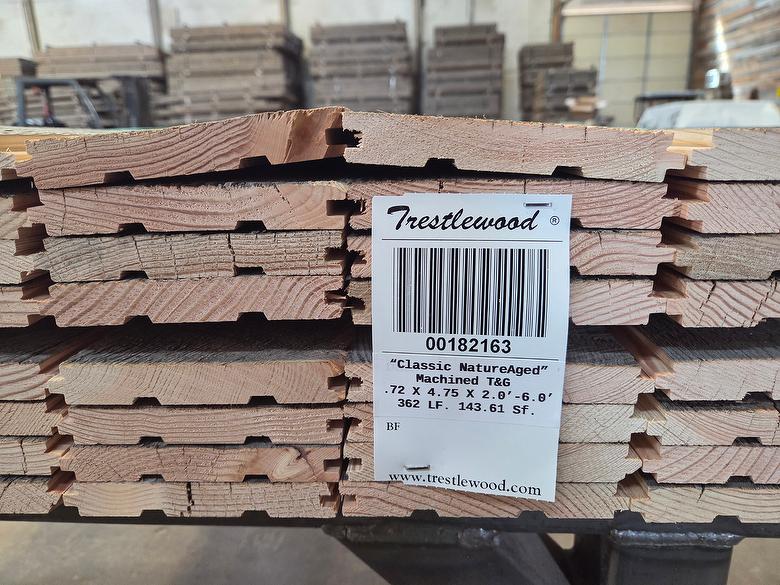 Trestlewood ®
00182163
"Classic NatureAged"
Machined T&G
.72 X 4.75 X 2.0'-6.0'
362 LF. 143.61 Sf.
BF
www.trestlewood.com